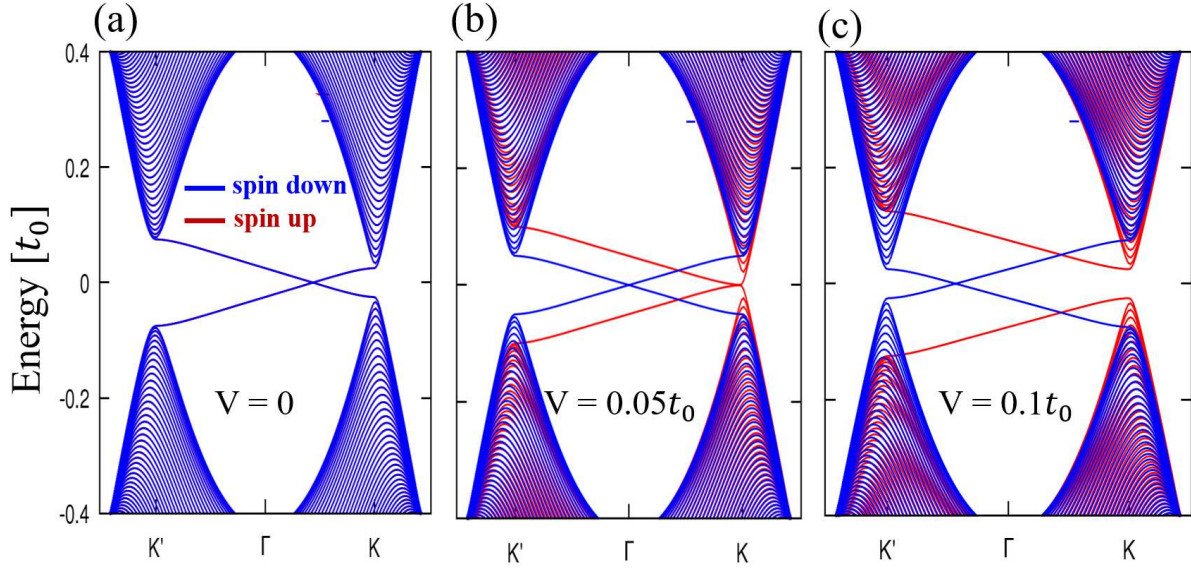 (a) (b) (c)
Energy [t₀]
0.4
0.2
0
-0.2
-0.4
spin down
spin up
V = 0
V = 0.05t₀
V = 0.1t₀
K' Γ K
K' Γ K
K' Γ K